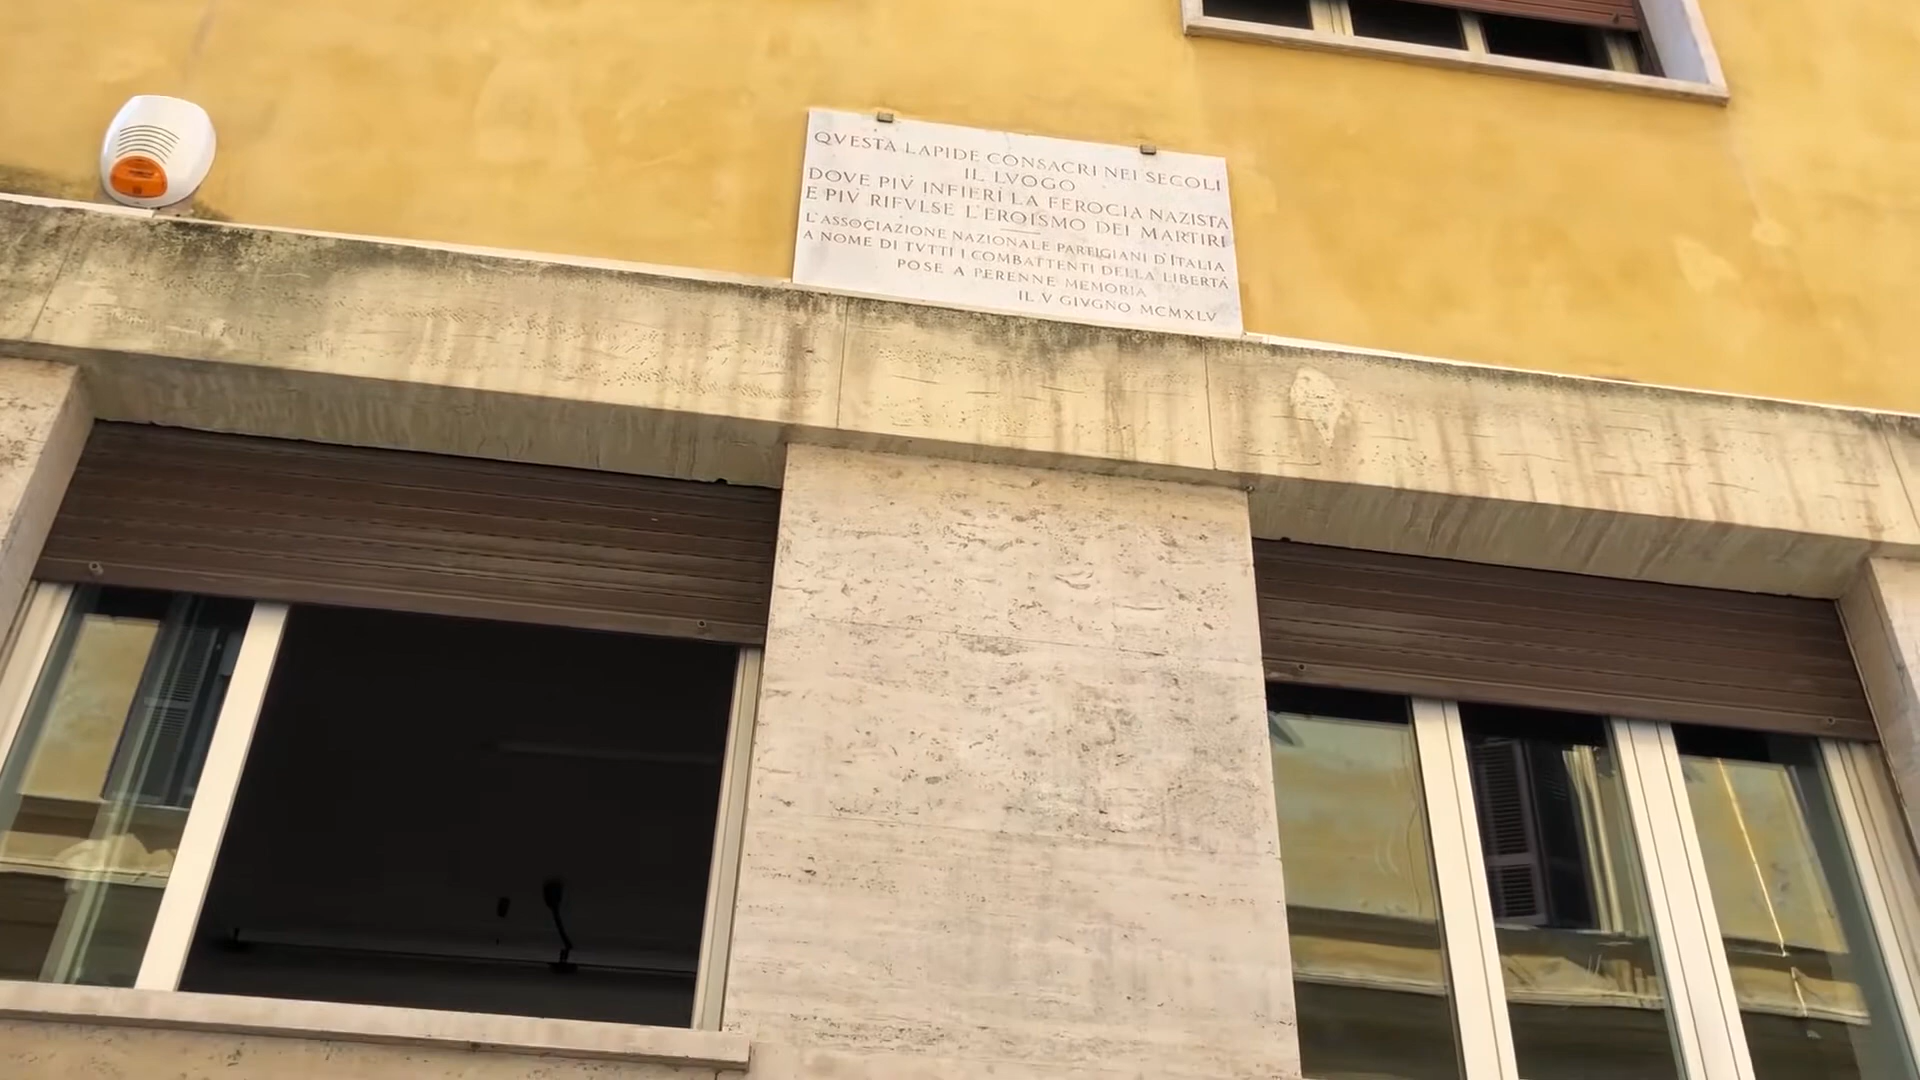 QVESTA LAPIDE CONSACRI NEI SECOLI
IL LVOGO
DOVE PIV̀ INFIERÌ LA FEROCIA NAZISTA
E PIV̀ RIFVLSE L'EROISMO DEI MARTIRI
L'ASSOCIAZIONE NAZIONALE PARTIGIANI D'ITALIA
A NOME DI TVTTI I COMBATTENTI DELLA LIBERTÀ
POSE A PERENNE MEMORIA
IL V GIVGNO MCMXLV